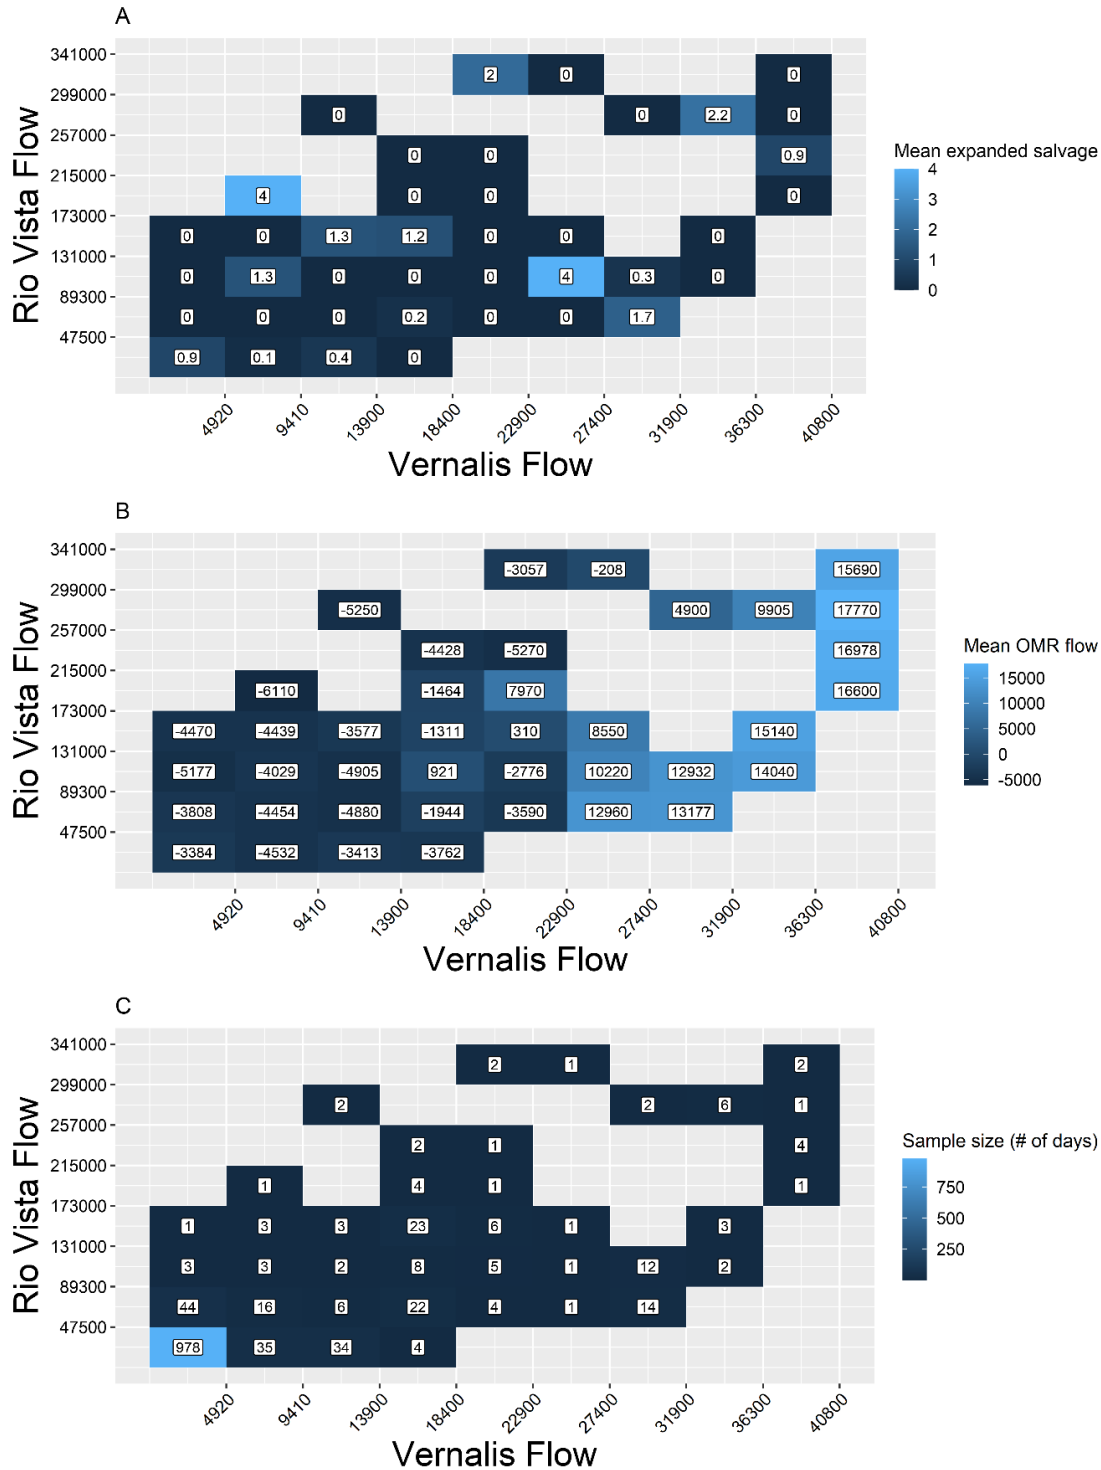 A
341000
2 0 0
299000
0 0 2.2 0
257000
0 0 0.9
215000
4 0 0 0
173000
0 0 1.3 1.2 0 0 0
131000
0 1.3 0 0 0 4 0.3 0
89300
0 0 0 0.2 0 0 1.7
47500
0.9 0.1 0.4 0
Rio Vista Flow
4920 9410 13900 18400 22900 27400 31900 36300 40800
Vernalis Flow
Mean expanded salvage
4
3
2
1
0
B
341000
-3057 -208 15690
299000
-5250 4900 9905 17770
257000
-4428 -5270 16978
215000
-6110 -1464 7970 16600
173000
-4470 -4439 -3577 -1311 310 8550 15140
131000
-5177 -4029 -4905 921 -2776 10220 12932 14040
89300
-3808 -4454 -4880 -1944 -3590 12960 13177
47500
-3384 -4532 -3413 -3762
Rio Vista Flow
4920 9410 13900 18400 22900 27400 31900 36300 40800
Vernalis Flow
Mean OMR flow
15000
10000
5000
0
-5000
C
341000
2 1 2
299000
2 2 6 1
257000
2 1 4
215000
1 4 1 1
173000
1 3 3 23 6 1 3
131000
3 3 2 8 5 1 12 2
89300
44 16 6 22 4 1 14
47500
978 35 34 4
Rio Vista Flow
4920 9410 13900 18400 22900 27400 31900 36300 40800
Vernalis Flow
Sample size (# of days)
750
500
250